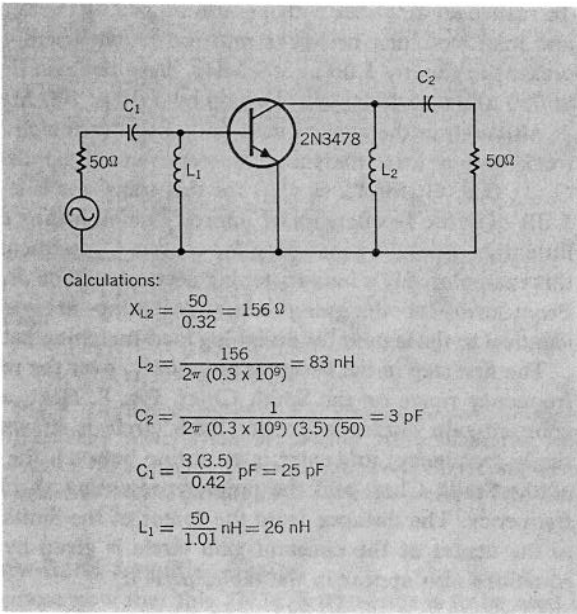 C₂
C₁
2N3478
50Ω
L₁
L₂
50Ω
Calculations:
X_L2 = 50 / 0.32 = 156 Ω
L₂ = 156 / 2π (0.3 x 10⁹) = 83 nH
C₂ = 1 / 2π (0.3 x 10⁹) (3.5) (50) = 3 pF
C₁ = 3 (3.5) / 0.42 pF = 25 pF
L₁ = 50 / 1.01 nH = 26 nH